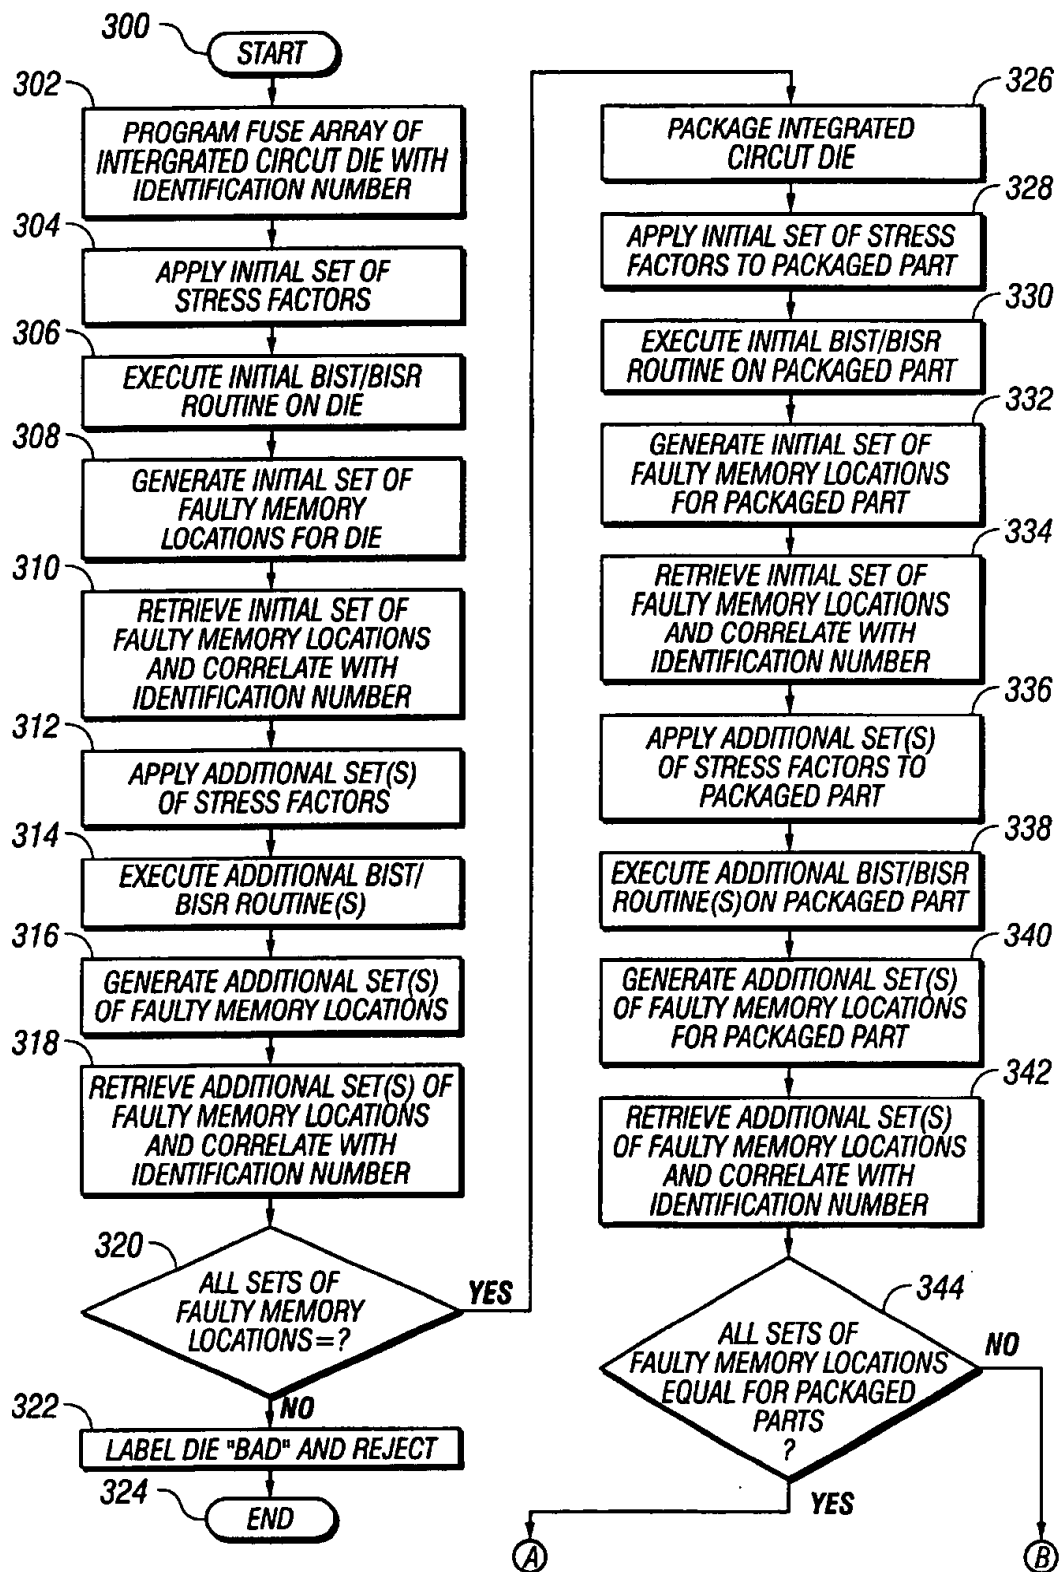 300
START
302
PROGRAM FUSE ARRAY OF
INTERGRATED CIRCUT DIE WITH
IDENTIFICATION NUMBER
304
APPLY INITIAL SET OF
STRESS FACTORS
306
EXECUTE INITIAL BIST/BISR
ROUTINE ON DIE
308
GENERATE INITIAL SET OF
FAULTY MEMORY
LOCATIONS FOR DIE
310
RETRIEVE INITIAL SET OF
FAULTY MEMORY LOCATIONS
AND CORRELATE WITH
IDENTIFICATION NUMBER
312
APPLY ADDITIONAL SET(S)
OF STRESS FACTORS
314
EXECUTE ADDITIONAL BIST/
BISR ROUTINE(S)
316
GENERATE ADDITIONAL SET(S)
OF FAULTY MEMORY LOCATIONS
318
RETRIEVE ADDITIONAL SET(S) OF
FAULTY MEMORY LOCATIONS
AND CORRELATE WITH
IDENTIFICATION NUMBER
320
ALL SETS OF
FAULTY MEMORY
LOCATIONS=?
YES
NO
322
LABEL DIE "BAD" AND REJECT
324
END
326
PACKAGE INTEGRATED
CIRCUT DIE
328
APPLY INITIAL SET OF STRESS
FACTORS TO PACKAGED PART
330
EXECUTE INITIAL BIST/BISR
ROUTINE ON PACKAGED PART
332
GENERATE INITIAL SET OF
FAULTY MEMORY LOCATIONS
FOR PACKAGED PART
334
RETRIEVE INITIAL SET OF
FAULTY MEMORY LOCATIONS
AND CORRELATE WITH
IDENTIFICATION NUMBER
336
APPLY ADDITIONAL SET(S)
OF STRESS FACTORS TO
PACKAGED PART
338
EXECUTE ADDITIONAL BIST/BISR
ROUTINE(S)ON PACKAGED PART
340
GENERATE ADDITIONAL SET(S)
OF FAULTY MEMORY LOCATIONS
FOR PACKAGED PART
342
RETRIEVE ADDITIONAL SET(S)
OF FAULTY MEMORY LOCATIONS
AND CORRELATE WITH
IDENTIFICATION NUMBER
344
ALL SETS OF
FAULTY MEMORY LOCATIONS
EQUAL FOR PACKAGED
PARTS
?
NO
YES
A
B